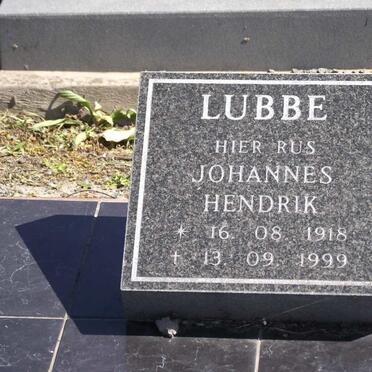 LUBBE
HIER RUS
JOHANNES
HENDRIK
* 16. 08. 1918
† 13. 09. 1999